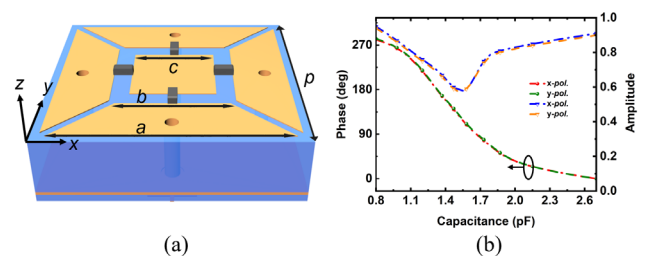 z
y
x
a
b
c
p
(a)
Phase (deg)
270
180
90
0
0.8 1.1 1.4 1.7 2.0 2.3 2.6
Capacitance (pF)
1.0
0.8
0.6
0.4
0.2
0.0
Amplitude
x-pol.
y-pol.
x-pol.
y-pol.
(b)